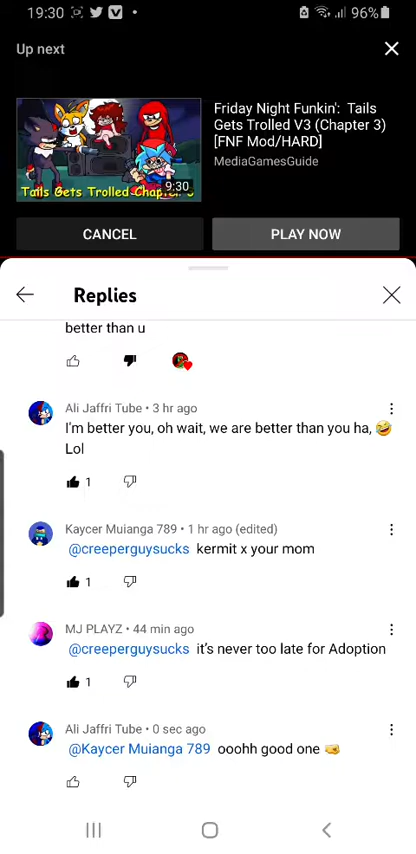 19:30
96%
Up next
Friday Night Funkin': Tails
Gets Trolled V3 (Chapter 3)
[FNF Mod/HARD]
MediaGamesGuide
Tails Gets Trolled Chapter 3
9:30
CANCEL
PLAY NOW
Replies
better than u
Ali Jaffri Tube • 3 hr ago
I'm better you, oh wait, we are better than you ha, 🤣
Lol
1
Kaycer Muianga 789 • 1 hr ago (edited)
@creeperguysucks kermit x your mom
1
MJ PLAYZ • 44 min ago
@creeperguysucks it's never too late for Adoption
1
Ali Jaffri Tube • 0 sec ago
@Kaycer Muianga 789 ooohh good one 🤜